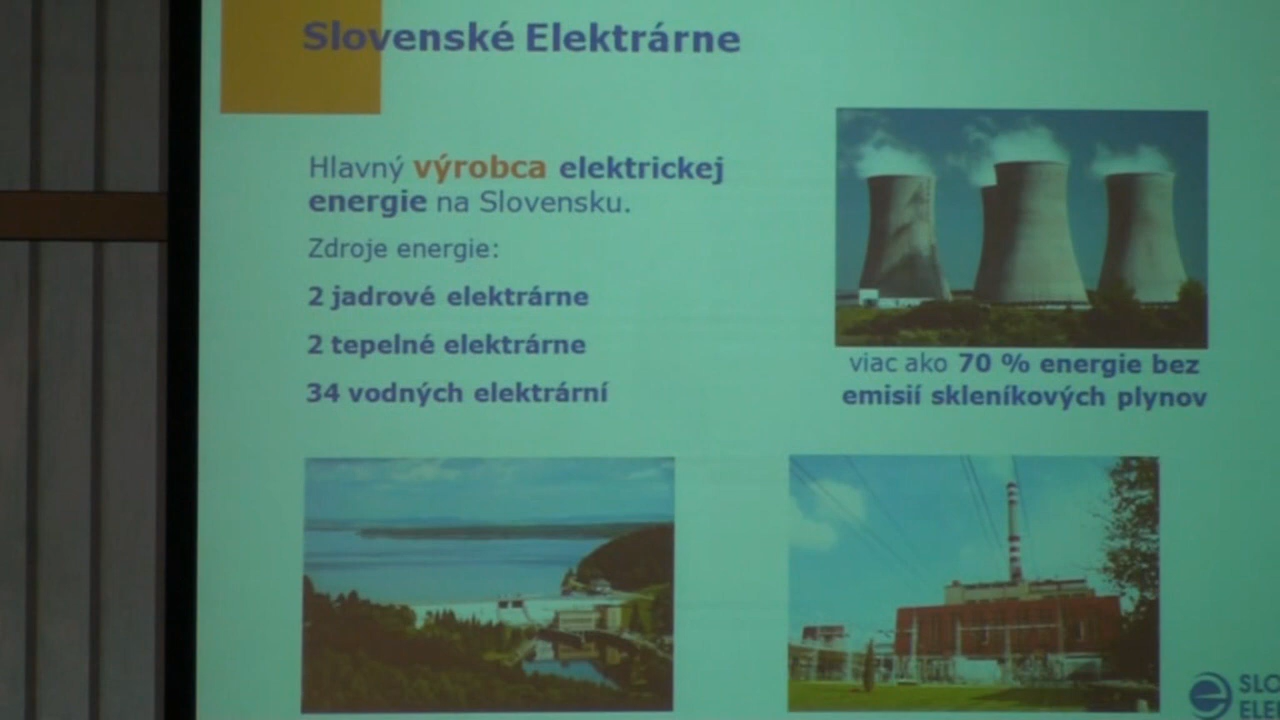 Slovenské Elektrárne
Hlavný výrobca elektrickej
energie na Slovensku.
Zdroje energie:
2 jadrové elektrárne
2 tepelné elektrárne
34 vodných elektrární
viac ako 70 % energie bez
emisií skleníkových plynov
SLO
ELE